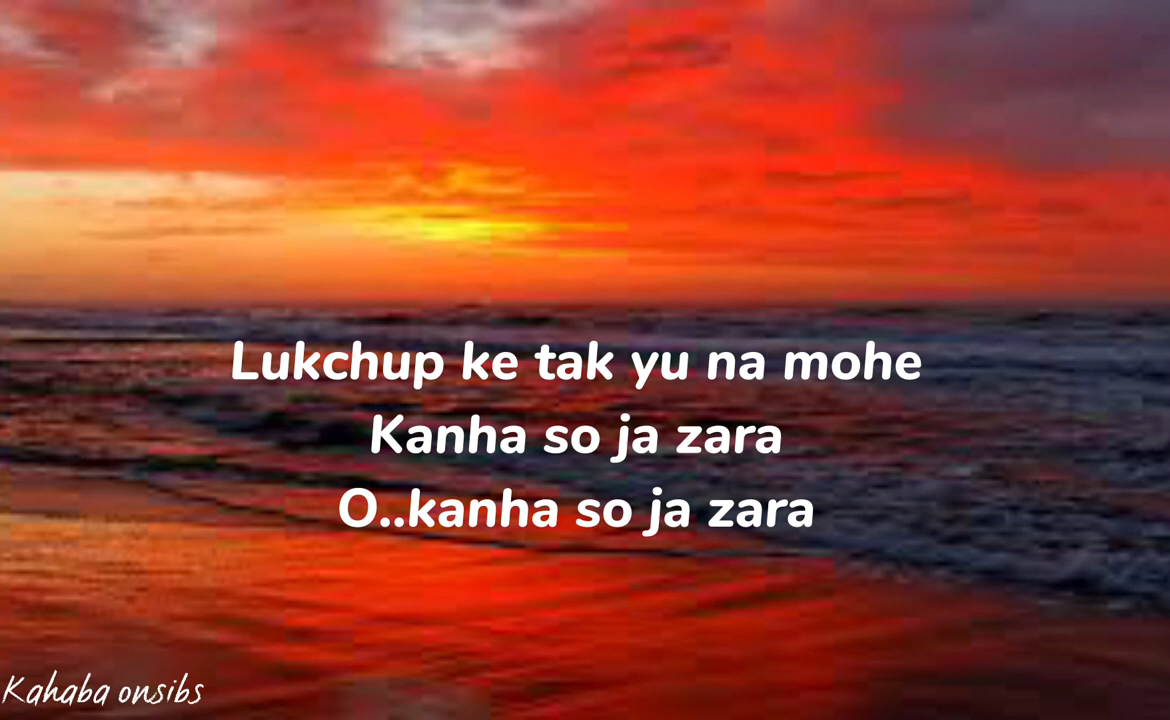 Lukchup ke tak yu na mohe
Kanha so ja zara
O..kanha so ja zara
Kahaba onsibs